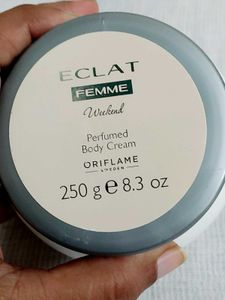 ECLAT
FEMME
Weekend
Perfumed
Body Cream
ORIFLAME
SWEDEN
250 g ℮ 8.3 oz